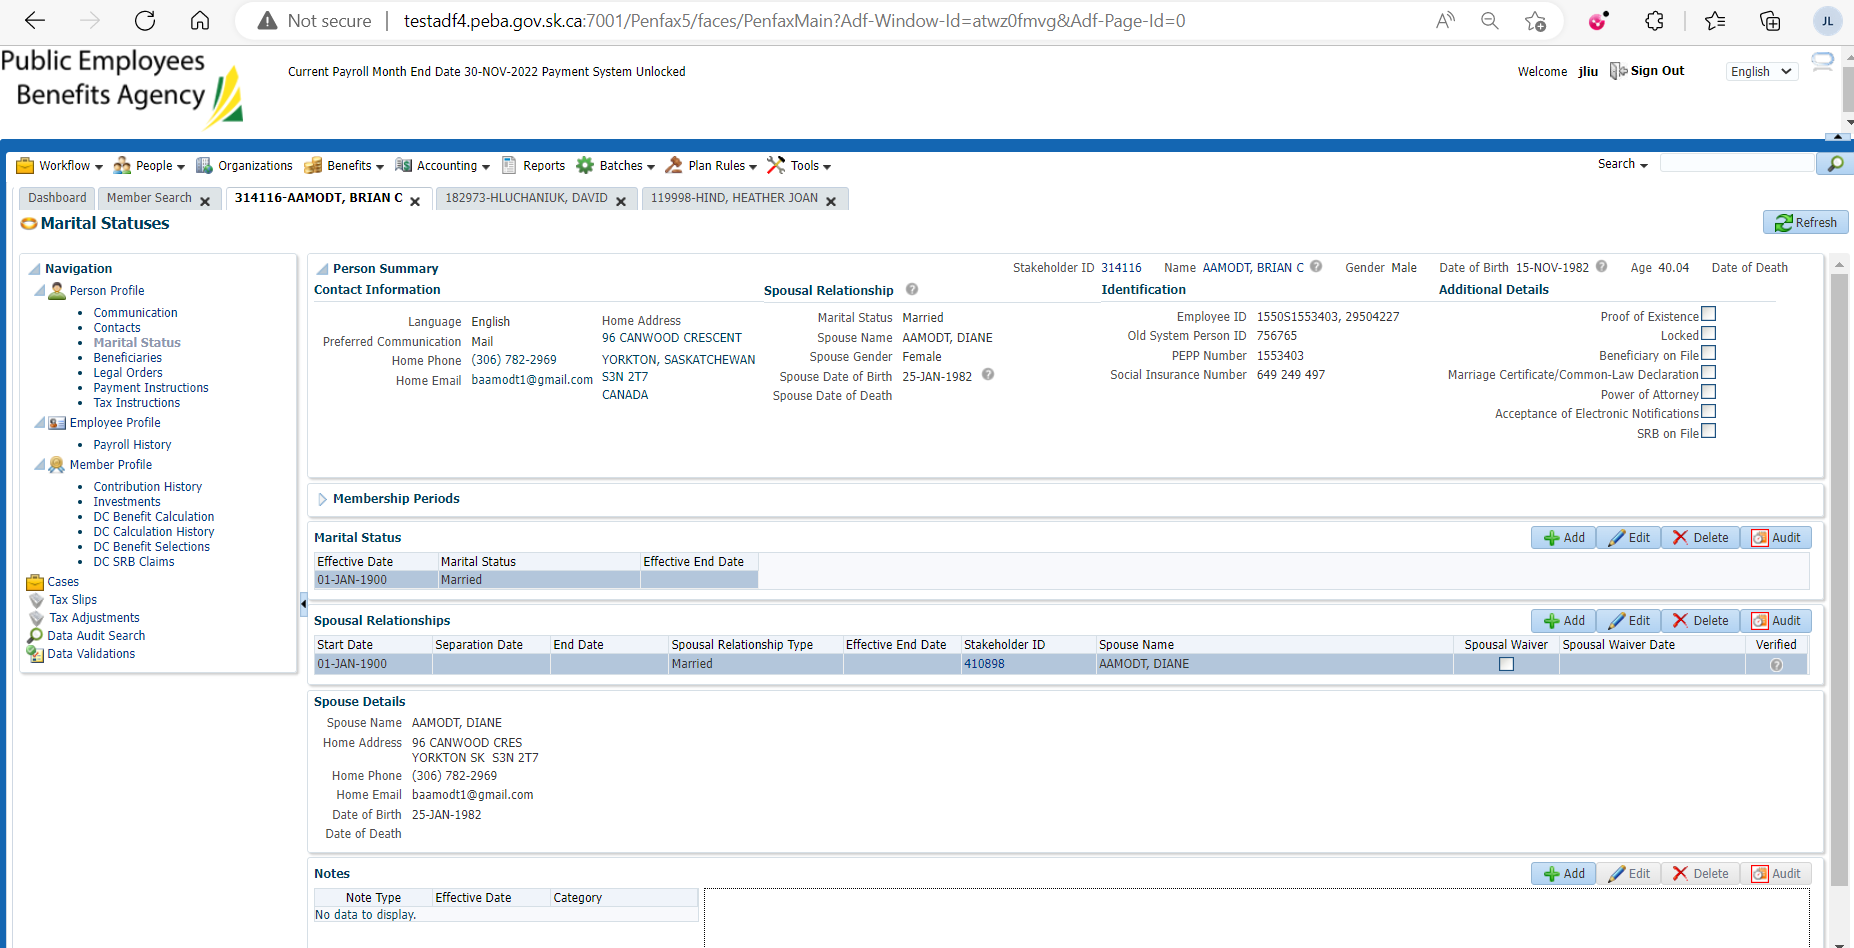 Not secure | testadf4.peba.gov.sk.ca:7001/Penfax5/faces/PenfaxMain?Adf-Window-Id=atwz0fmvg&Adf-Page-Id=0
JL
Public Employees
Benefits Agency
Current Payroll Month End Date 30-NOV-2022 Payment System Unlocked
Welcome jliu Sign Out English
Workflow People Organizations Benefits Accounting Reports Batches Plan Rules Tools Search
Dashboard Member Search 314116-AAMODT, BRIAN C 182973-HLUCHANIUK, DAVID 119998-HIND, HEATHER JOAN
Marital Statuses
Refresh
Navigation
Person Profile
Communication
Contacts
Marital Status
Beneficiaries
Legal Orders
Payment Instructions
Tax Instructions
Employee Profile
Payroll History
Member Profile
Contribution History
Investments
DC Benefit Calculation
DC Calculation History
DC Benefit Selections
DC SRB Claims
Cases
Tax Slips
Tax Adjustments
Data Audit Search
Data Validations
Person Summary
Stakeholder ID 314116 Name AAMODT, BRIAN C Gender Male Date of Birth 15-NOV-1982 Age 40.04 Date of Death
Contact Information
Language English
Preferred Communication Mail
Home Phone (306) 782-2969
Home Email baamodt1@gmail.com
Home Address
96 CANWOOD CRESCENT
YORKTON, SASKATCHEWAN
S3N 2T7
CANADA
Spousal Relationship
Marital Status Married
Spouse Name AAMODT, DIANE
Spouse Gender Female
Spouse Date of Birth 25-JAN-1982
Spouse Date of Death
Identification
Employee ID 1550S1553403, 29504227
Old System Person ID 756765
PEPP Number 1553403
Social Insurance Number 649 249 497
Additional Details
Proof of Existence
Locked
Beneficiary on File
Marriage Certificate/Common-Law Declaration
Power of Attorney
Acceptance of Electronic Notifications
SRB on File
Membership Periods
Marital Status
Add Edit Delete Audit
Effective Date Marital Status Effective End Date
01-JAN-1900 Married
Spousal Relationships
Add Edit Delete Audit
Start Date Separation Date End Date Spousal Relationship Type Effective End Date Stakeholder ID Spouse Name Spousal Waiver Spousal Waiver Date Verified
01-JAN-1900 Married 410898 AAMODT, DIANE
Spouse Details
Spouse Name AAMODT, DIANE
Home Address 96 CANWOOD CRES
YORKTON SK S3N 2T7
Home Phone (306) 782-2969
Home Email baamodt1@gmail.com
Date of Birth 25-JAN-1982
Date of Death
Notes
Add Edit Delete Audit
Note Type Effective Date Category
No data to display.